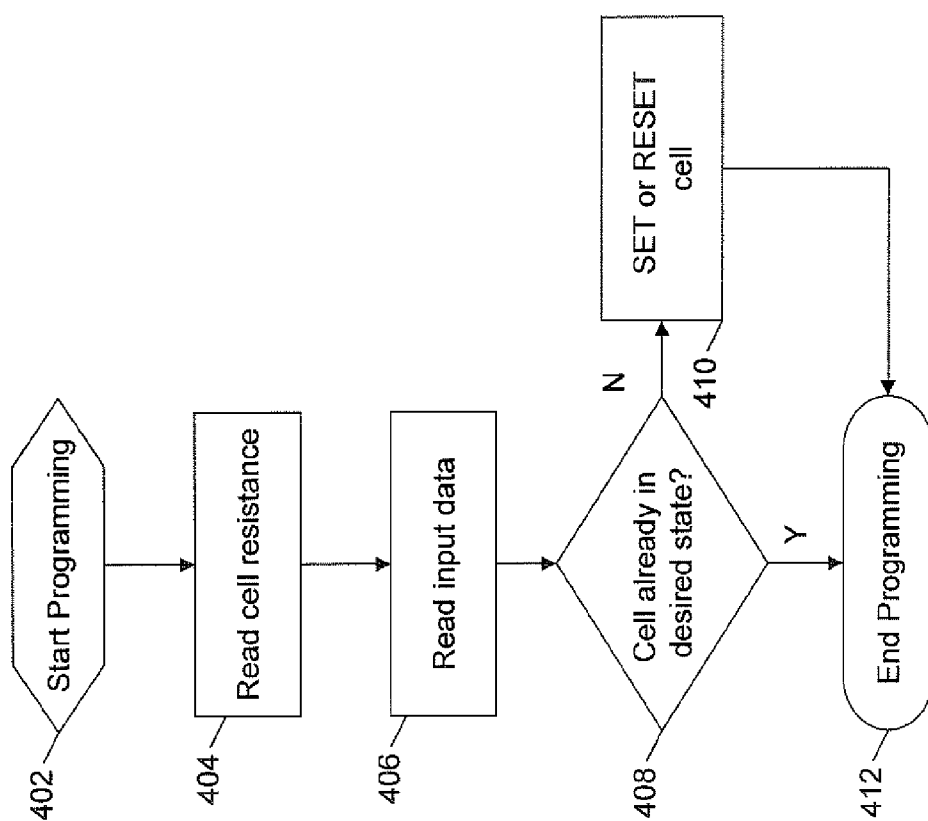 402
Start Programming
404
Read cell resistance
406
Read input data
408
Cell already in
desired state?
N
410
SET or RESET
cell
Y
412
End Programming